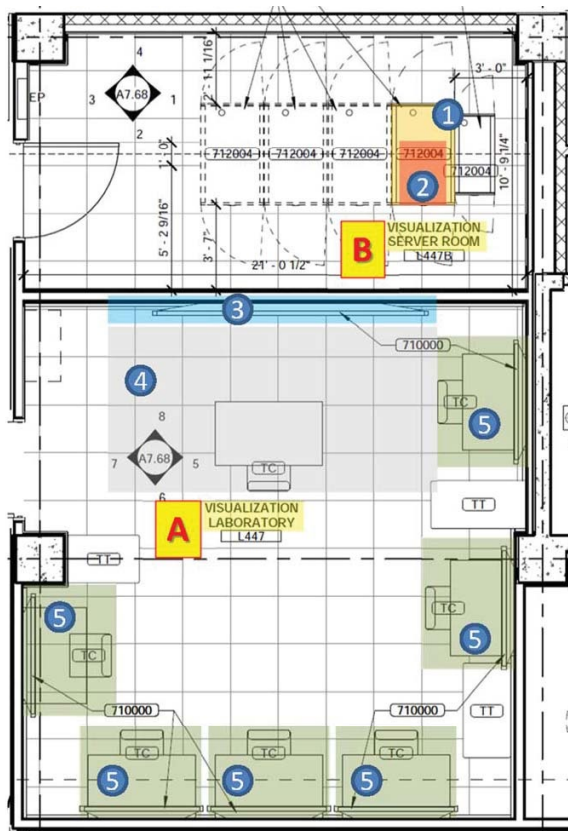 4
EP
3
A7.68
1
2
2' 11 1/16"
3' - 0"
1
1' 0"
712004
712004
712004
712004
712004
2
10' - 9 1/4"
5' - 2 9/16"
3' - 7"
B
VISUALIZATION
SERVER ROOM
L447B
21' - 0 1/2"
3
710000
4
TC
5
8
7
A7.68
5
6
TC
A
VISUALIZATION
LABORATORY
L447
TT
TT
5
TC
TC
5
710000
710000
TT
TC
TC
TC
5
5
5